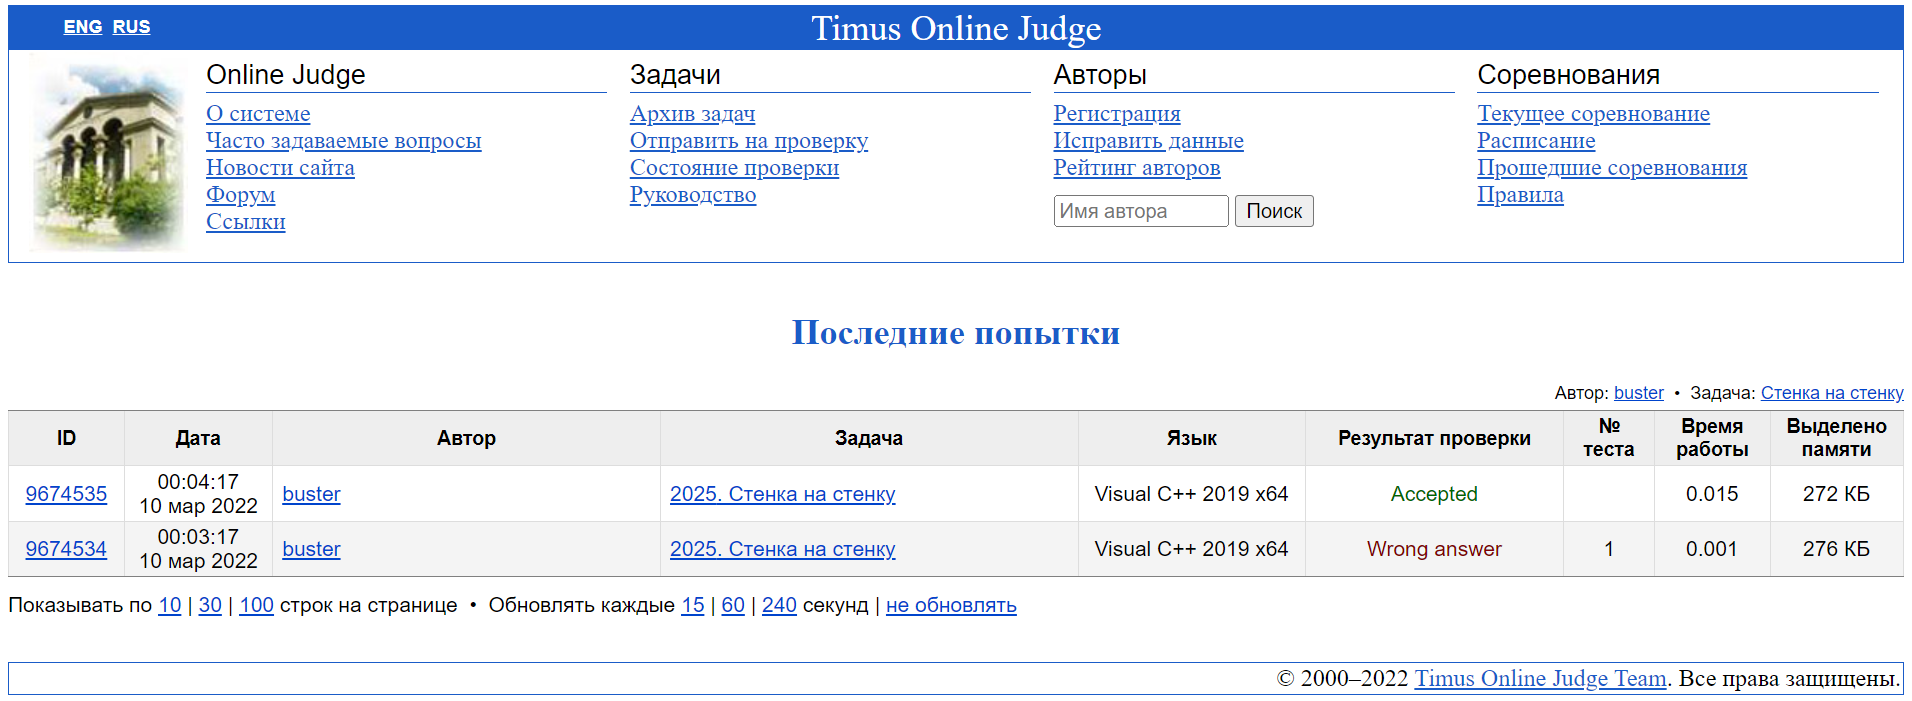 ENG RUS
Timus Online Judge
Online Judge
О системе
Часто задаваемые вопросы
Новости сайта
Форум
Ссылки
Задачи
Архив задач
Отправить на проверку
Состояние проверки
Руководство
Авторы
Регистрация
Исправить данные
Рейтинг авторов
Имя автора Поиск
Соревнования
Текущее соревнование
Расписание
Прошедшие соревнования
Правила
Последние попытки
Автор: buster • Задача: Стенка на стенку
ID Дата Автор Задача Язык Результат проверки № теста Время работы Выделено памяти
9674535 00:04:17 10 мар 2022 buster 2025. Стенка на стенку Visual C++ 2019 x64 Accepted 0.015 272 КБ
9674534 00:03:17 10 мар 2022 buster 2025. Стенка на стенку Visual C++ 2019 x64 Wrong answer 1 0.001 276 КБ
Показывать по 10 | 30 | 100 строк на странице • Обновлять каждые 15 | 60 | 240 секунд | не обновлять
© 2000–2022 Timus Online Judge Team. Все права защищены.